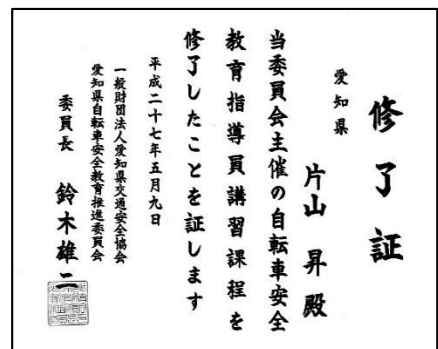 修了証
愛知県
片山 昇 殿
当委員会主催の自転車安全
教育指導員講習課程を
修了したことを証します
平成二十七年五月九日
一般財団法人愛知県交通安全協会
愛知県自転車安全教育推進委員会
委員長 鈴木雄二